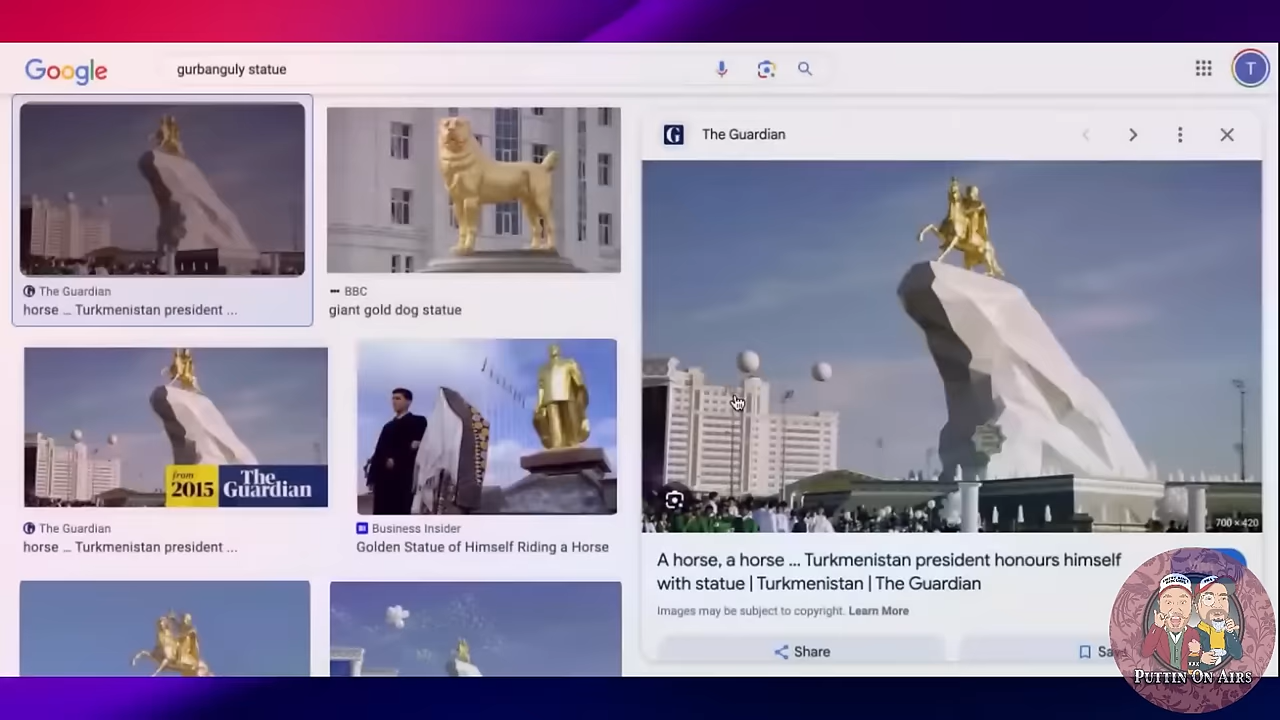 Google
gurbanguly statue
T
The Guardian
horse ... Turkmenistan president ...
BBC
giant gold dog statue
from
2015
The
Guardian
The Guardian
horse ... Turkmenistan president ...
Business Insider
Golden Statue of Himself Riding a Horse
G
The Guardian
700 × 420
A horse, a horse ... Turkmenistan president honours himself
with statue | Turkmenistan | The Guardian
Images may be subject to copyright. Learn More
Share
PUTTIN' ON AIRS